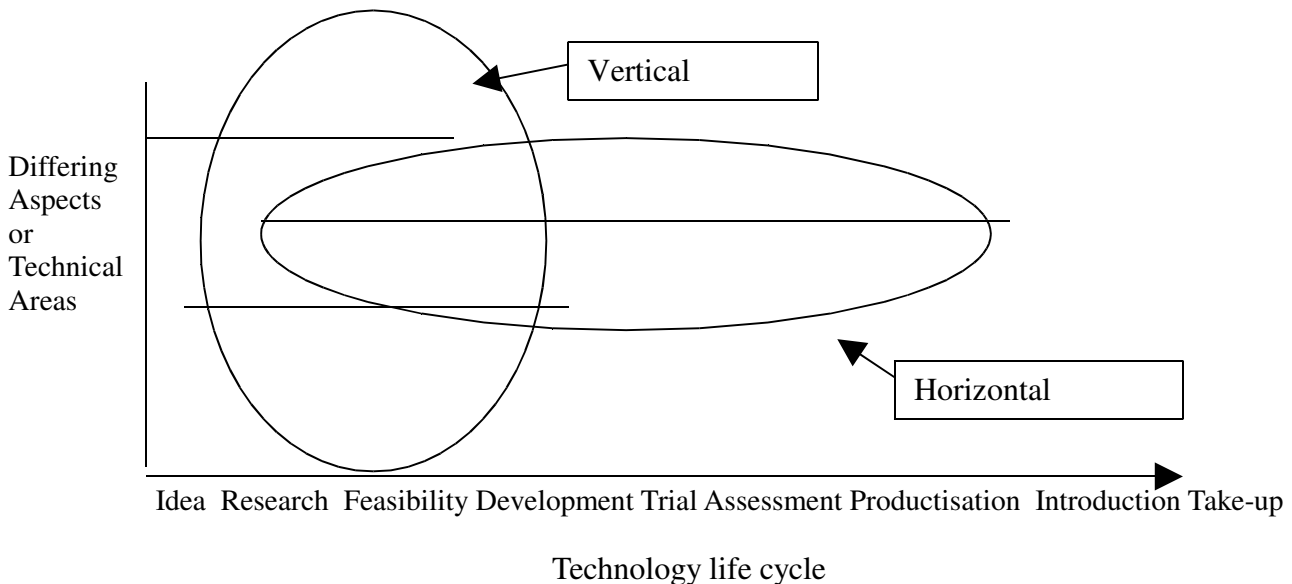 Vertical
Differing
Aspects
or
Technical
Areas
Horizontal
Idea Research Feasibility Development Trial Assessment Productisation Introduction Take-up
Technology life cycle